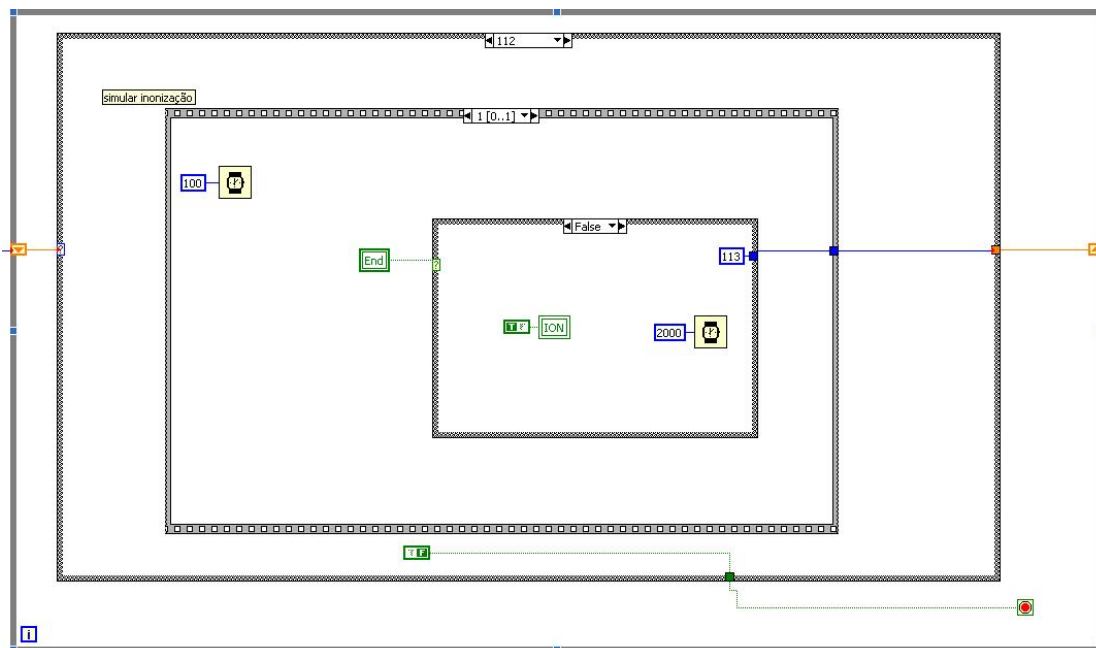 112
simular inonização
1 [0..1]
100
False
End
113
T F
ION
2000
T F
i